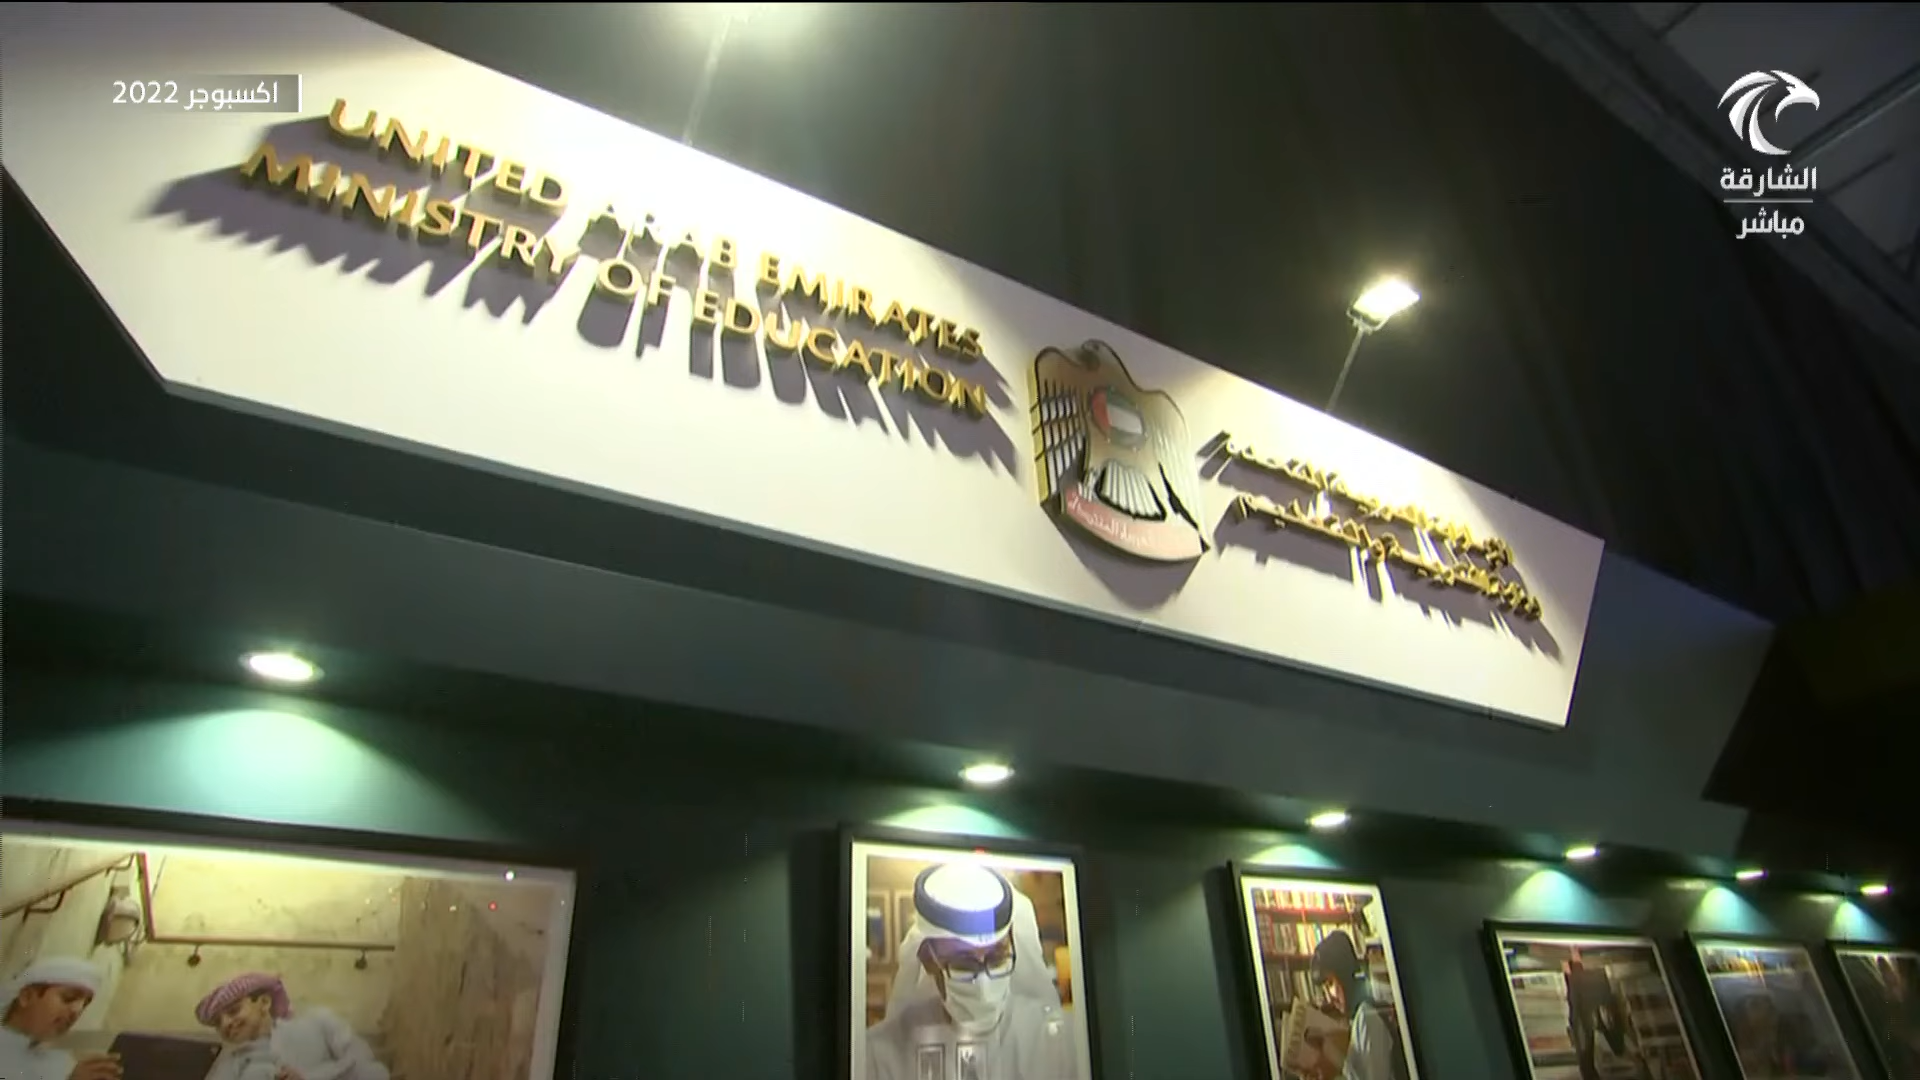 اكسبوجر 2022
الشارقة
مباشر
UNITED ARAB EMIRATES
MINISTRY OF EDUCATION